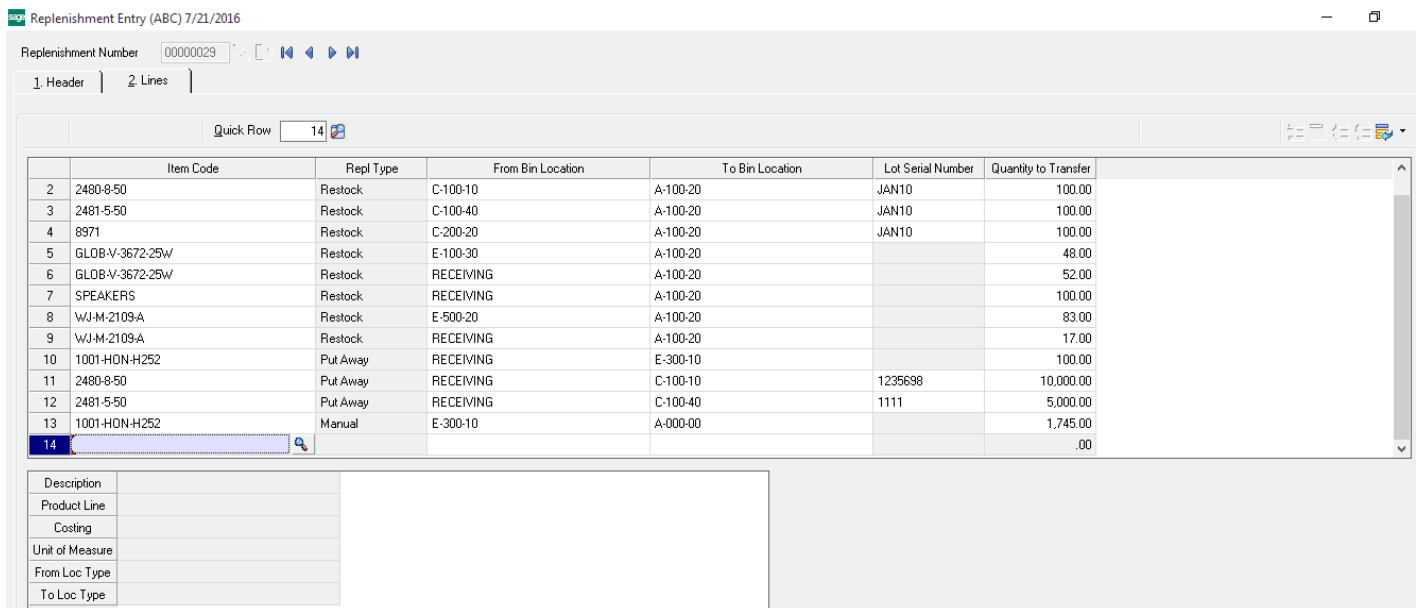 sage Replenishment Entry (ABC) 7/21/2016
Replenishment Number 00000029
1. Header 2. Lines
Quick Row 14
Item Code Repl Type From Bin Location To Bin Location Lot Serial Number Quantity to Transfer
2 2480-8-50 Restock C-100-10 A-100-20 JAN10 100.00
3 2481-5-50 Restock C-100-40 A-100-20 JAN10 100.00
4 8971 Restock C-200-20 A-100-20 JAN10 100.00
5 GLOB-V-3672-25W Restock E-100-30 A-100-20 48.00
6 GLOB-V-3672-25W Restock RECEIVING A-100-20 52.00
7 SPEAKERS Restock RECEIVING A-100-20 100.00
8 WJ-M-2109-A Restock E-500-20 A-100-20 83.00
9 WJ-M-2109-A Restock RECEIVING A-100-20 17.00
10 1001-HON-H252 Put Away RECEIVING E-300-10 100.00
11 2480-8-50 Put Away RECEIVING C-100-10 1235698 10,000.00
12 2481-5-50 Put Away RECEIVING C-100-40 1111 5,000.00
13 1001-HON-H252 Manual E-300-10 A-000-00 1,745.00
14 .00
Description
Product Line
Costing
Unit of Measure
From Loc Type
To Loc Type